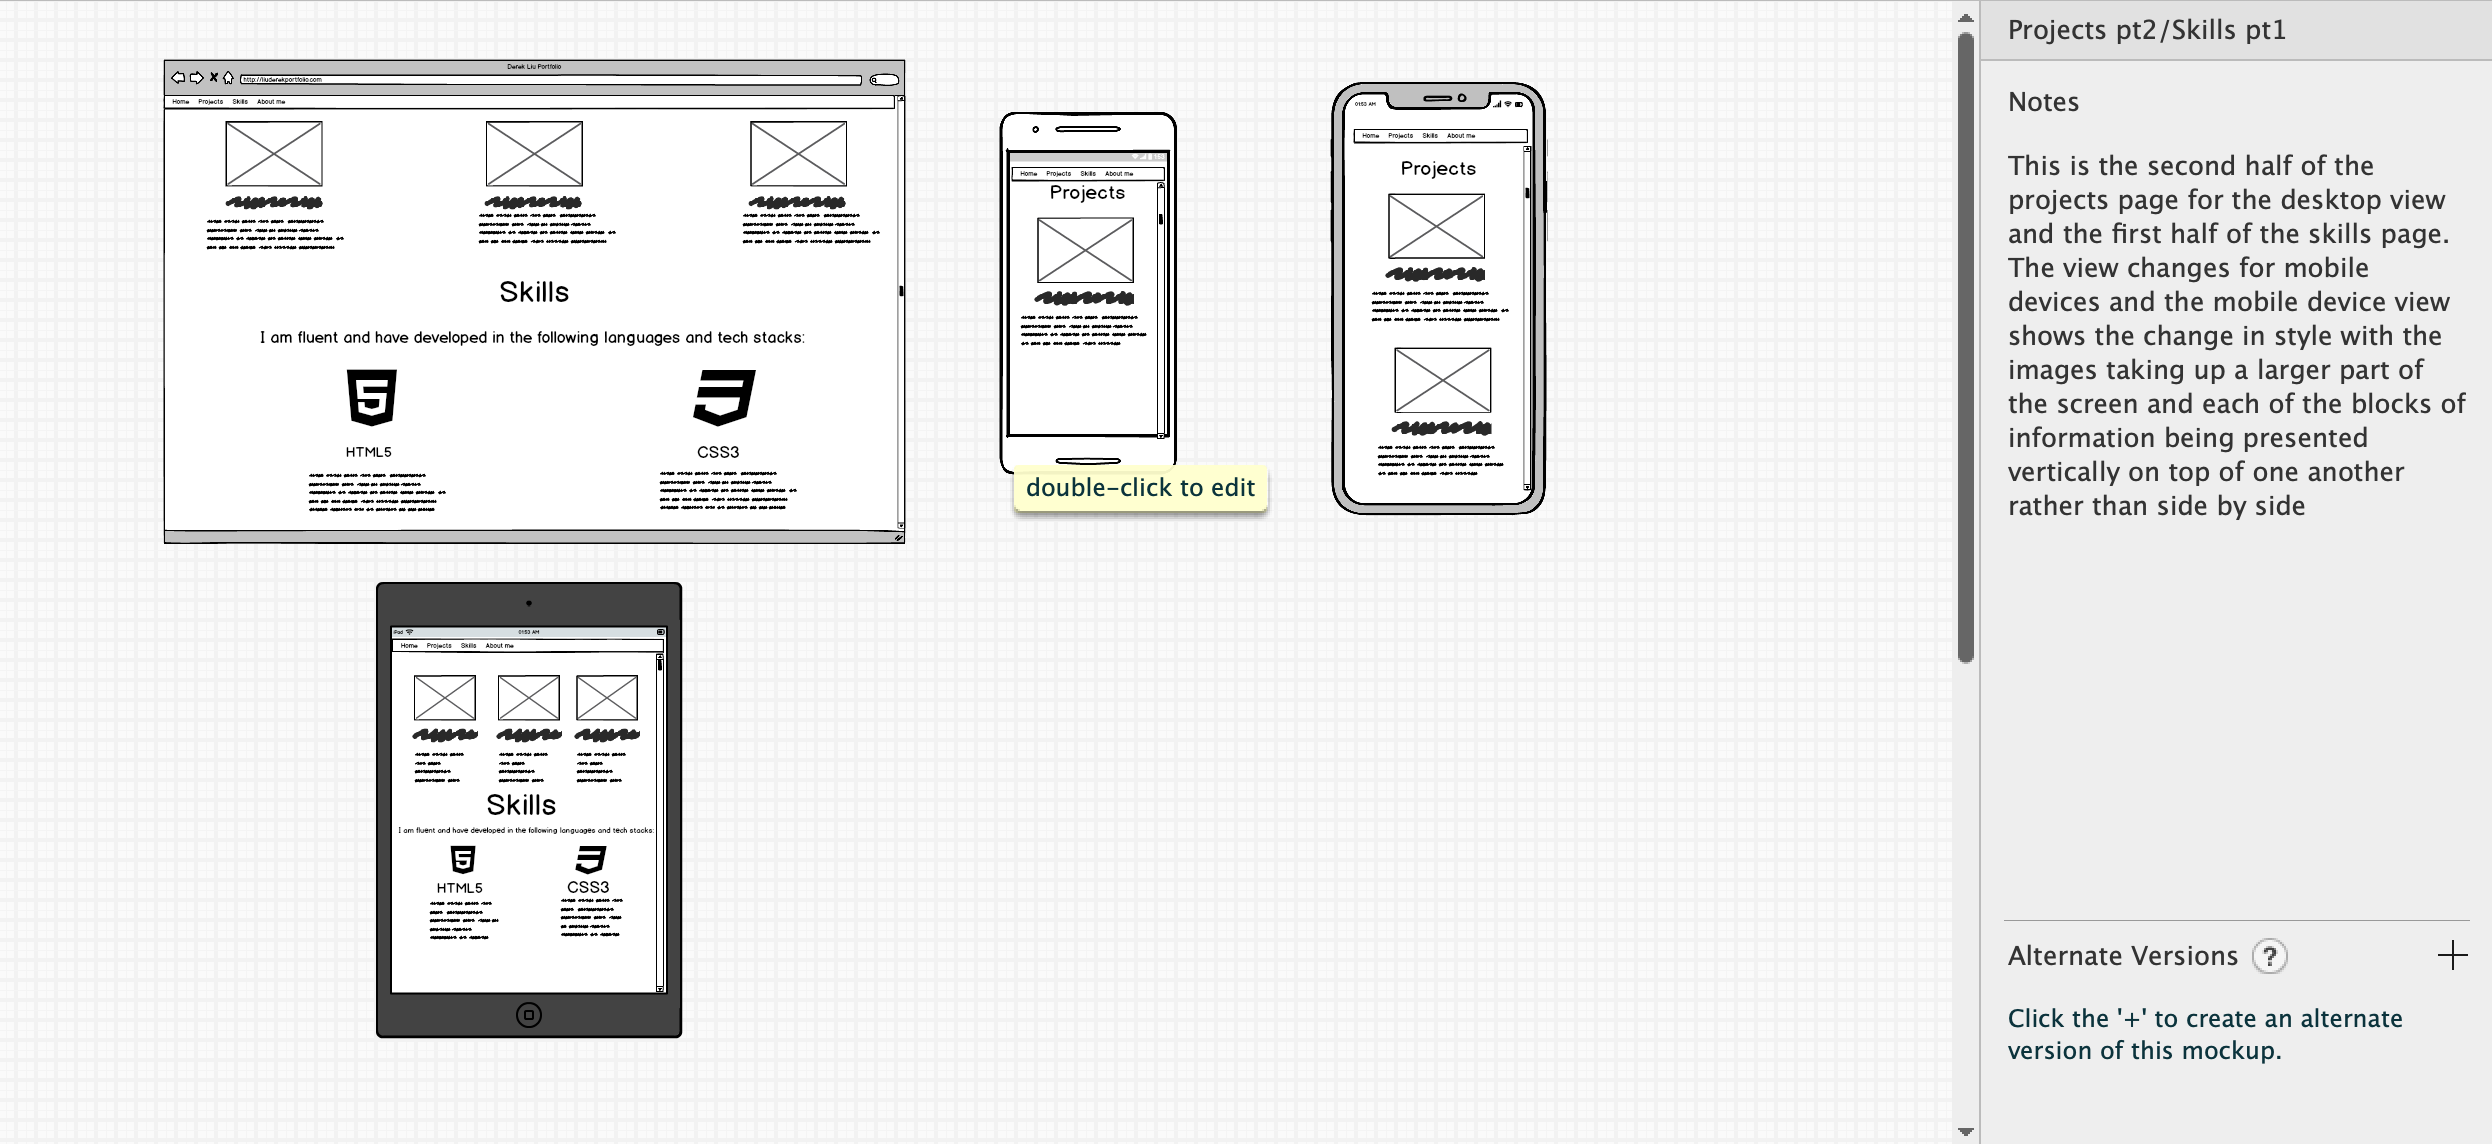 Derek Liu Portfolio
http://liuderekportfolio.com
Home Projects Skills About me
Skills
I am fluent and have developed in the following languages and tech stacks:
HTML5
CSS3
Home Projects Skills About me
Projects
double-click to edit
01:53 AM
Home Projects Skills About me
Projects
iPad
01:53 AM
Home Projects Skills About me
Skills
I am fluent and have developed in the following languages and tech stacks:
HTML5
CSS3
Projects pt2/Skills pt1
Notes
This is the second half of the
projects page for the desktop view
and the first half of the skills page.
The view changes for mobile
devices and the mobile device view
shows the change in style with the
images taking up a larger part of
the screen and each of the blocks of
information being presented
vertically on top of one another
rather than side by side
Alternate Versions ?
Click the '+' to create an alternate
version of this mockup.